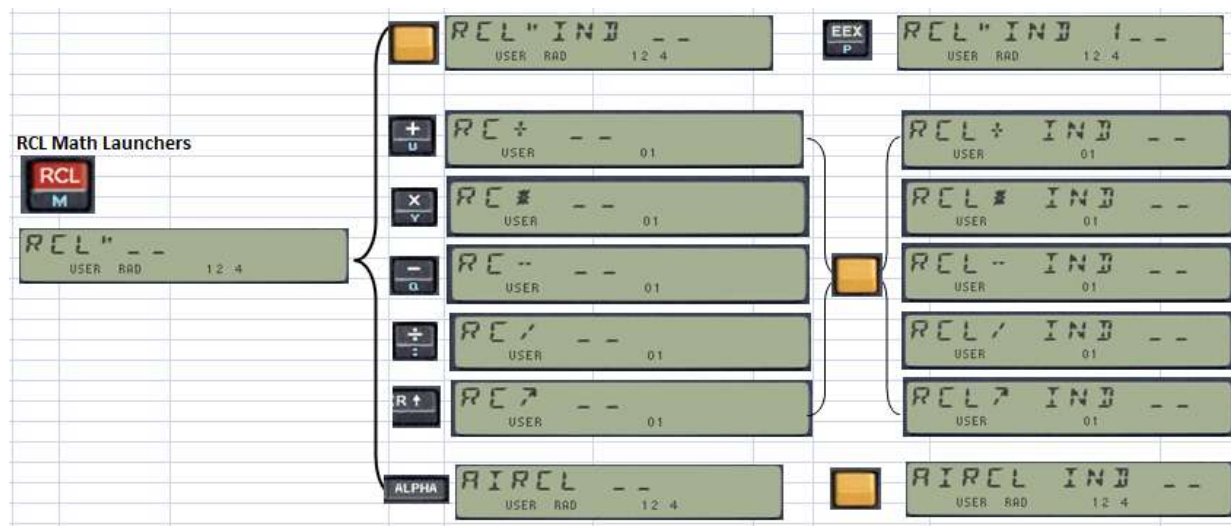 RCL" IND _ _
USER RAD 12 4
EEX
P
RCL" IND 1_ _
USER RAD 12 4
RCL Math Launchers
RCL
M
RCL" _ _
USER RAD 12 4
+
U
RC+ _ _
USER 01
RCL+ IND _ _
USER 01
×
Y
RC* _ _
USER 01
RCL* IND _ _
USER 01
−
Q
RC- _ _
USER 01
RCL- IND _ _
USER 01
÷
:
RC/ _ _
USER 01
RCL/ IND _ _
USER 01
ER ↑
RC↗ _ _
USER 01
RCL↗ IND _ _
USER 01
ALPHA
AIRCL _ _
USER RAD 12 4
AIRCL IND _ _
USER RAD 12 4